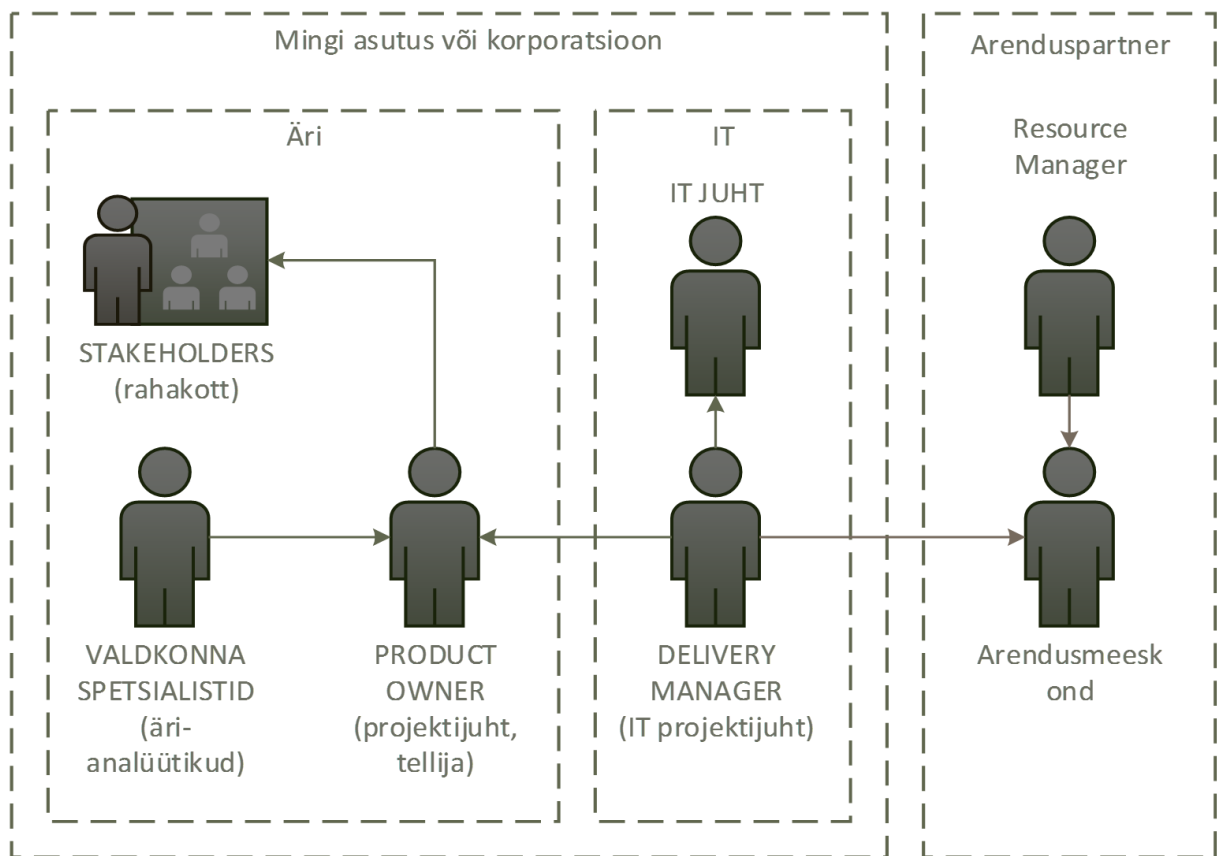 Mingi asutus või korporatsioon
Arenduspartner
Äri
IT
Resource
Manager
IT JUHT
STAKEHOLDERS
(rahakott)
VALDKONNA
SPETSIALISTID
(äri-
analüütikud)
PRODUCT
OWNER
(projektijuht,
tellija)
DELIVERY
MANAGER
(IT projektijuht)
Arendusmeesk
ond